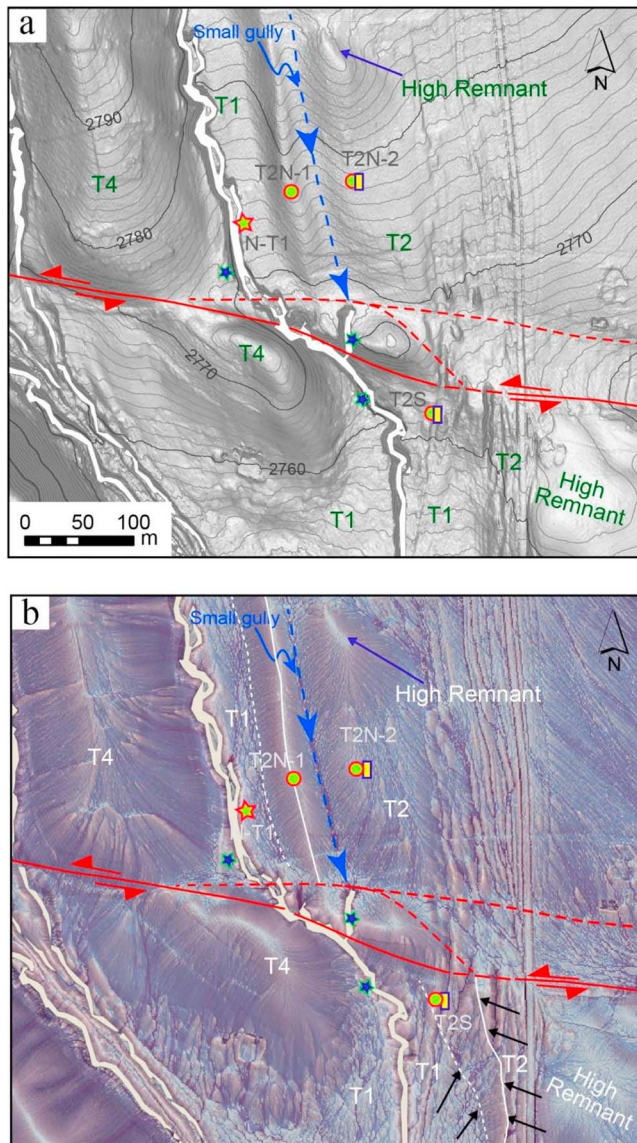 a
Small gully
High Remnant
N
T1
2790
T4
T2N-1
T2N-2
N-T1
T2
2780
2770
T4
2770
T2S
2760
T2
High
Remnant
T1
T1
0 50 100
m
b
Small gully
High Remnant
N
T1
T4
T2N-1
T2N-2
T1
T2
T4
T2S
T1
T1
T2
High
Remnant